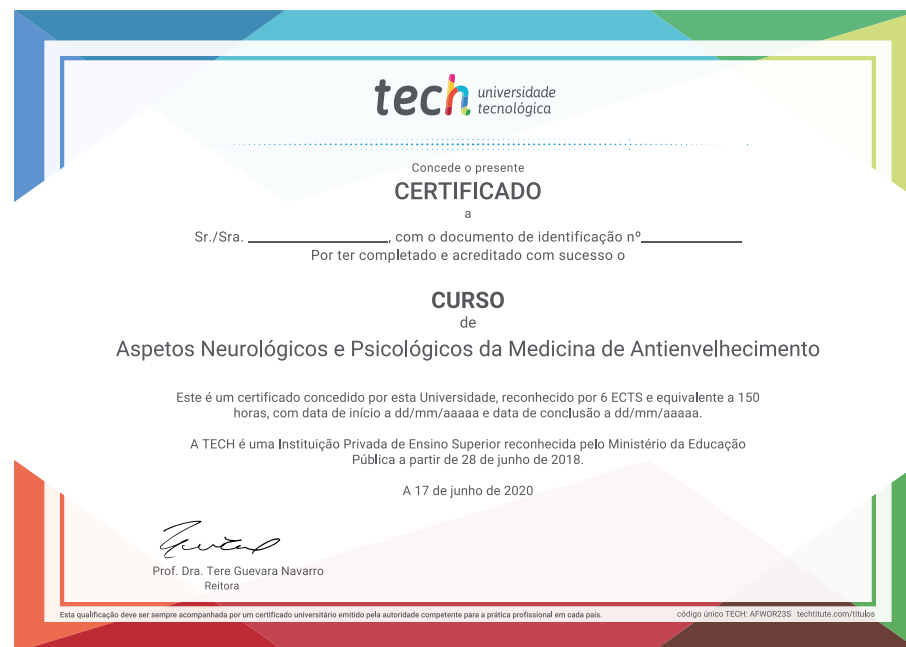 tech universidade
tecnológica
Concede o presente
CERTIFICADO
a
Sr./Sra. ____________, com o documento de identificação nº____________
Por ter completado e acreditado com sucesso o
CURSO
de
Aspetos Neurológicos e Psicológicos da Medicina de Antienvelhecimento
Este é um certificado concedido por esta Universidade, reconhecido por 6 ECTS e equivalente a 150
horas, com data de início a dd/mm/aaaaa e data de conclusão a dd/mm/aaaaa.
A TECH é uma Instituição Privada de Ensino Superior reconhecida pelo Ministério da Educação
Pública a partir de 28 de junho de 2018.
A 17 de junho de 2020
Prof. Dra. Tere Guevara Navarro
Reitora
Esta qualificação deve ser sempre acompanhada por um certificado universitário emitido pela autoridade competente para a prática profissional em cada país.
código único TECH: AFWOR23S techtitute.com/titulos